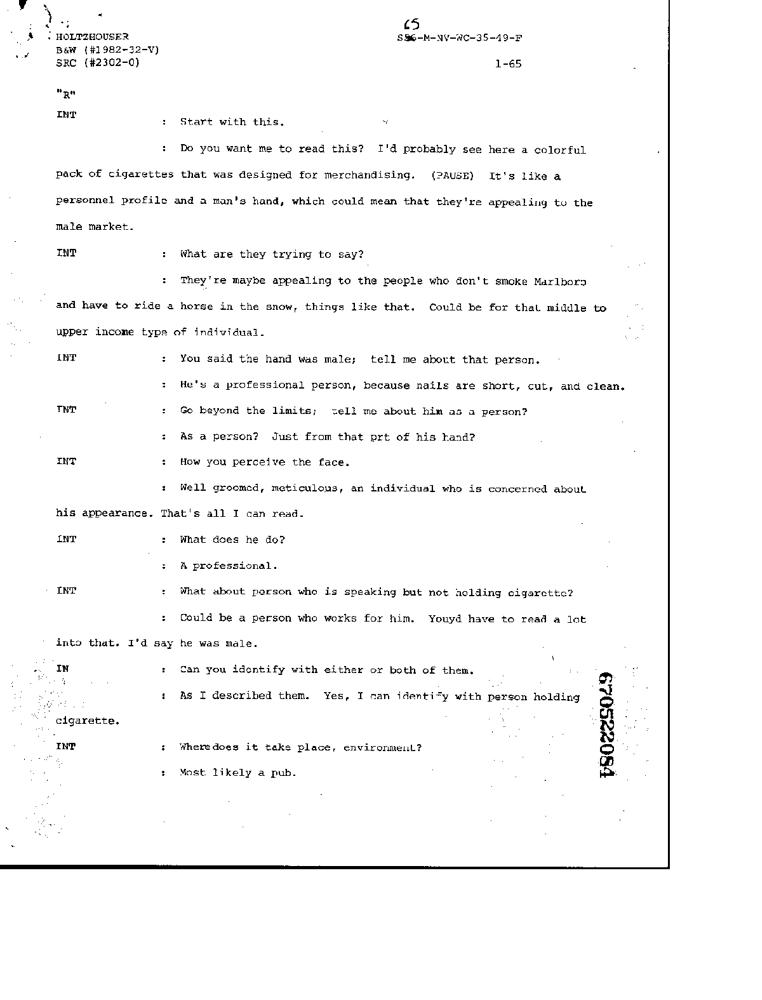 65
HOLTZHOUSER
B&W (#1982-32-V)
SRC (#2302-0)
1-65
"R"
INT : Start with this.
: Do you want me to read this? I'd probably see here a colorful
pack of cigarettes that was designed for merchandising. (PAUSE) It's like a
personnel profile and a man's hand, which could mean that they're appealing to the
male market.
INT : What are they trying to say?
: They're maybe appealing to the people who don't smoke Marlboro
and have to ride a horse in the snow, things like that. Could be for that middle to
upper income type of individual.
INT : You said the hand was male; tell me about that person.
: He's a professional person, because nails are short, cut, and clean.
INT : Go beyond the limits; tell me about him as a person?
: As a person? Just from that prt of his hand?
INT : How you perceive the face.
: Well groomed, meticulous, an individual who is concerned about
his appearance. That's all I can read.
INT : What does he do?
: A professional.
INT : What about person who is speaking but not holding cigarette?
: Could be a person who works for him. Youyd have to read a lot
into that. I'd say he was male.
IN : Can you identify with either or both of them.
: As I described them. Yes, I can identify with person holding
cigarette.
INT : Where does it take place, environment?
: Most likely a pub.
670522084